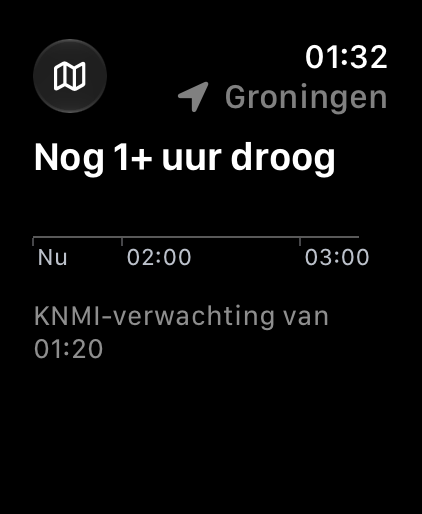 01:32
Groningen
Nog 1+ uur droog
Nu 02:00 03:00
KNMI-verwachting van
01:20